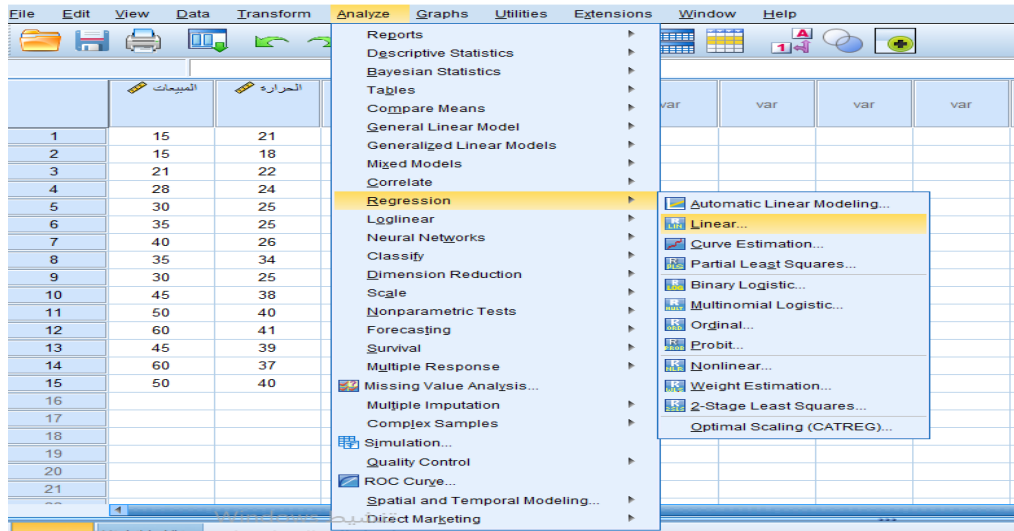 File Edit View Data Transform Analyze Graphs Utilities Extensions Window Help
المبيعات الحرارة var var var var
1 15 21
2 15 18
3 21 22
4 28 24
5 30 25
6 35 25
7 40 26
8 35 34
9 30 25
10 45 38
11 50 40
12 60 41
13 45 39
14 60 37
15 50 40
16
17
18
19
20
21
Reports
Descriptive Statistics
Bayesian Statistics
Tables
Compare Means
General Linear Model
Generalized Linear Models
Mixed Models
Correlate
Regression
Loglinear
Neural Networks
Classify
Dimension Reduction
Scale
Nonparametric Tests
Forecasting
Survival
Multiple Response
Missing Value Analysis...
Multiple Imputation
Complex Samples
Simulation...
Quality Control
ROC Curve...
Spatial and Temporal Modeling...
Direct Marketing
Automatic Linear Modeling...
Linear...
Curve Estimation...
Partial Least Squares...
Binary Logistic...
Multinomial Logistic...
Ordinal...
Probit...
Nonlinear...
Weight Estimation...
2-Stage Least Squares...
Optimal Scaling (CATREG)...